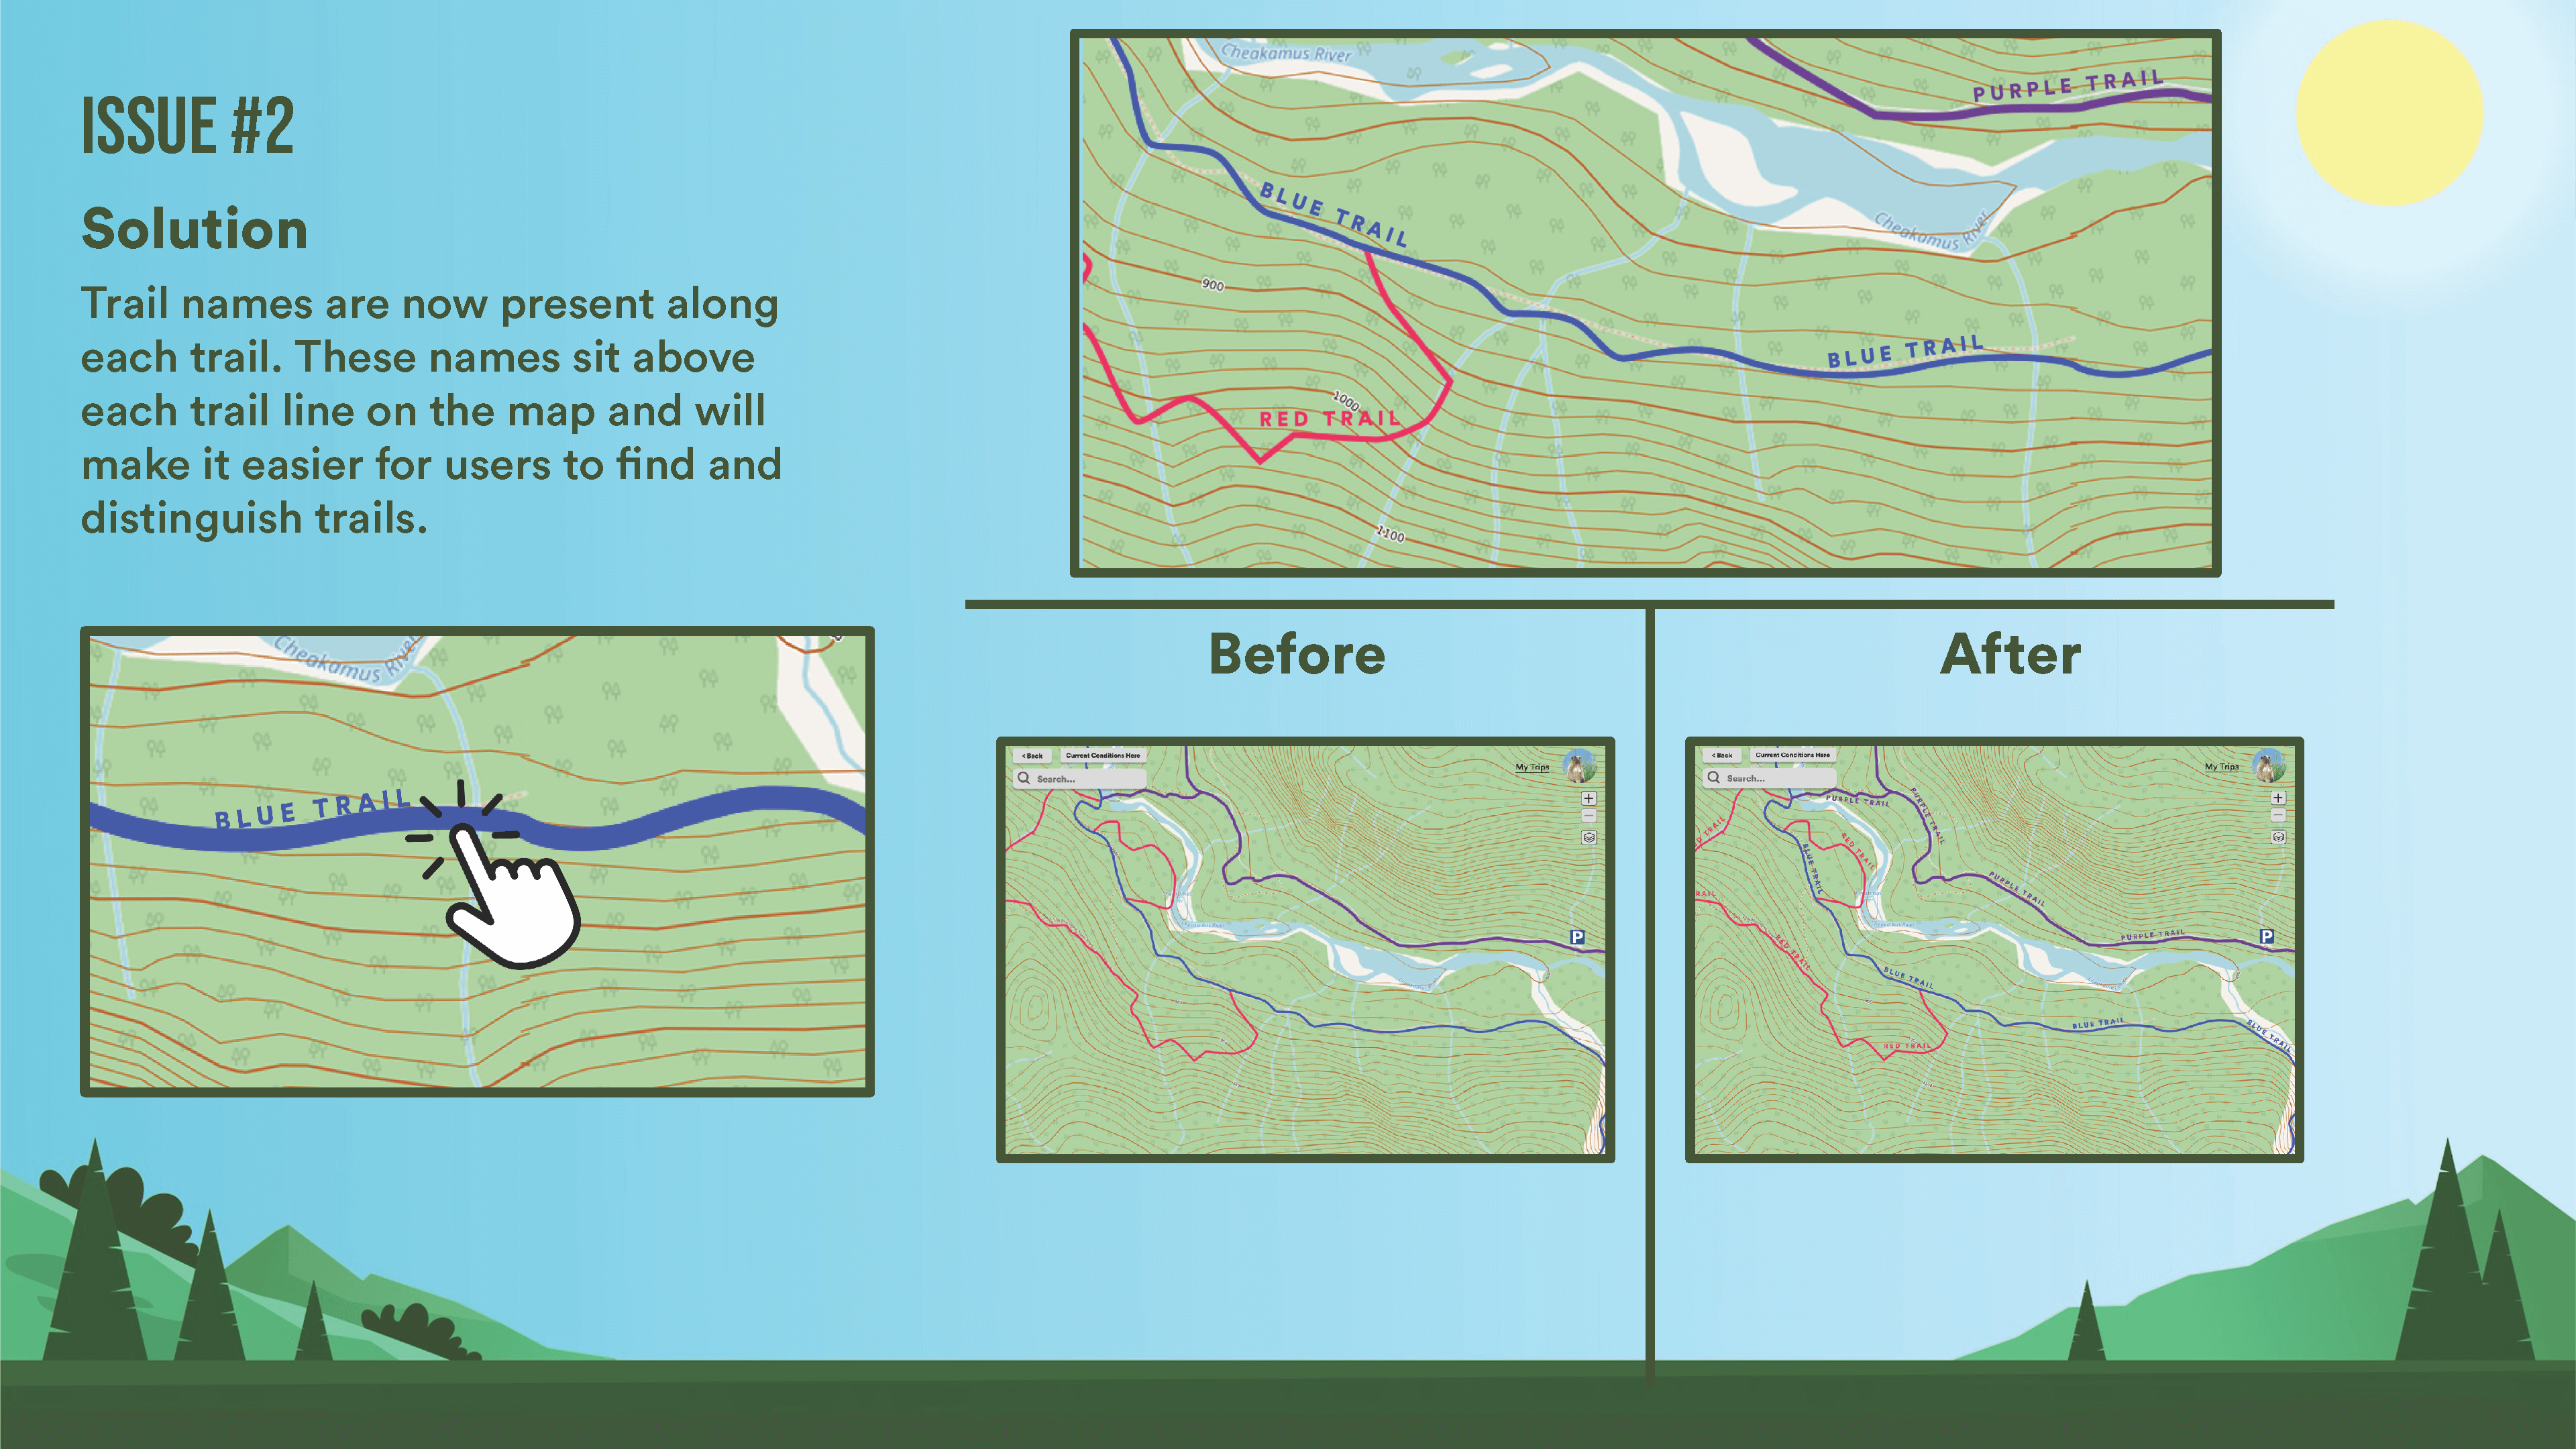 ISSUE #2
Solution
Trail names are now present along
each trail. These names sit above
each trail line on the map and will
make it easier for users to find and
distinguish trails.
Cheakamus River
PURPLE TRAIL
BLUE TRAIL
Cheakamus River
900
BLUE TRAIL
1000
RED TRAIL
1100
Cheakamus River
BLUE TRAIL
Before
< Back
Current Conditions Here
Search...
My Trips
+
−
P
After
< Back
Current Conditions Here
Search...
My Trips
+
−
PURPLE TRAIL
PURPLE TRAIL
RED TRAIL
BLUE TRAIL
RAIL
PURPLE TRAIL
RED TRAIL
PURPLE TRAIL
P
BLUE TRAIL
BLUE TRAIL
BLUE TRAIL
RED TRAIL